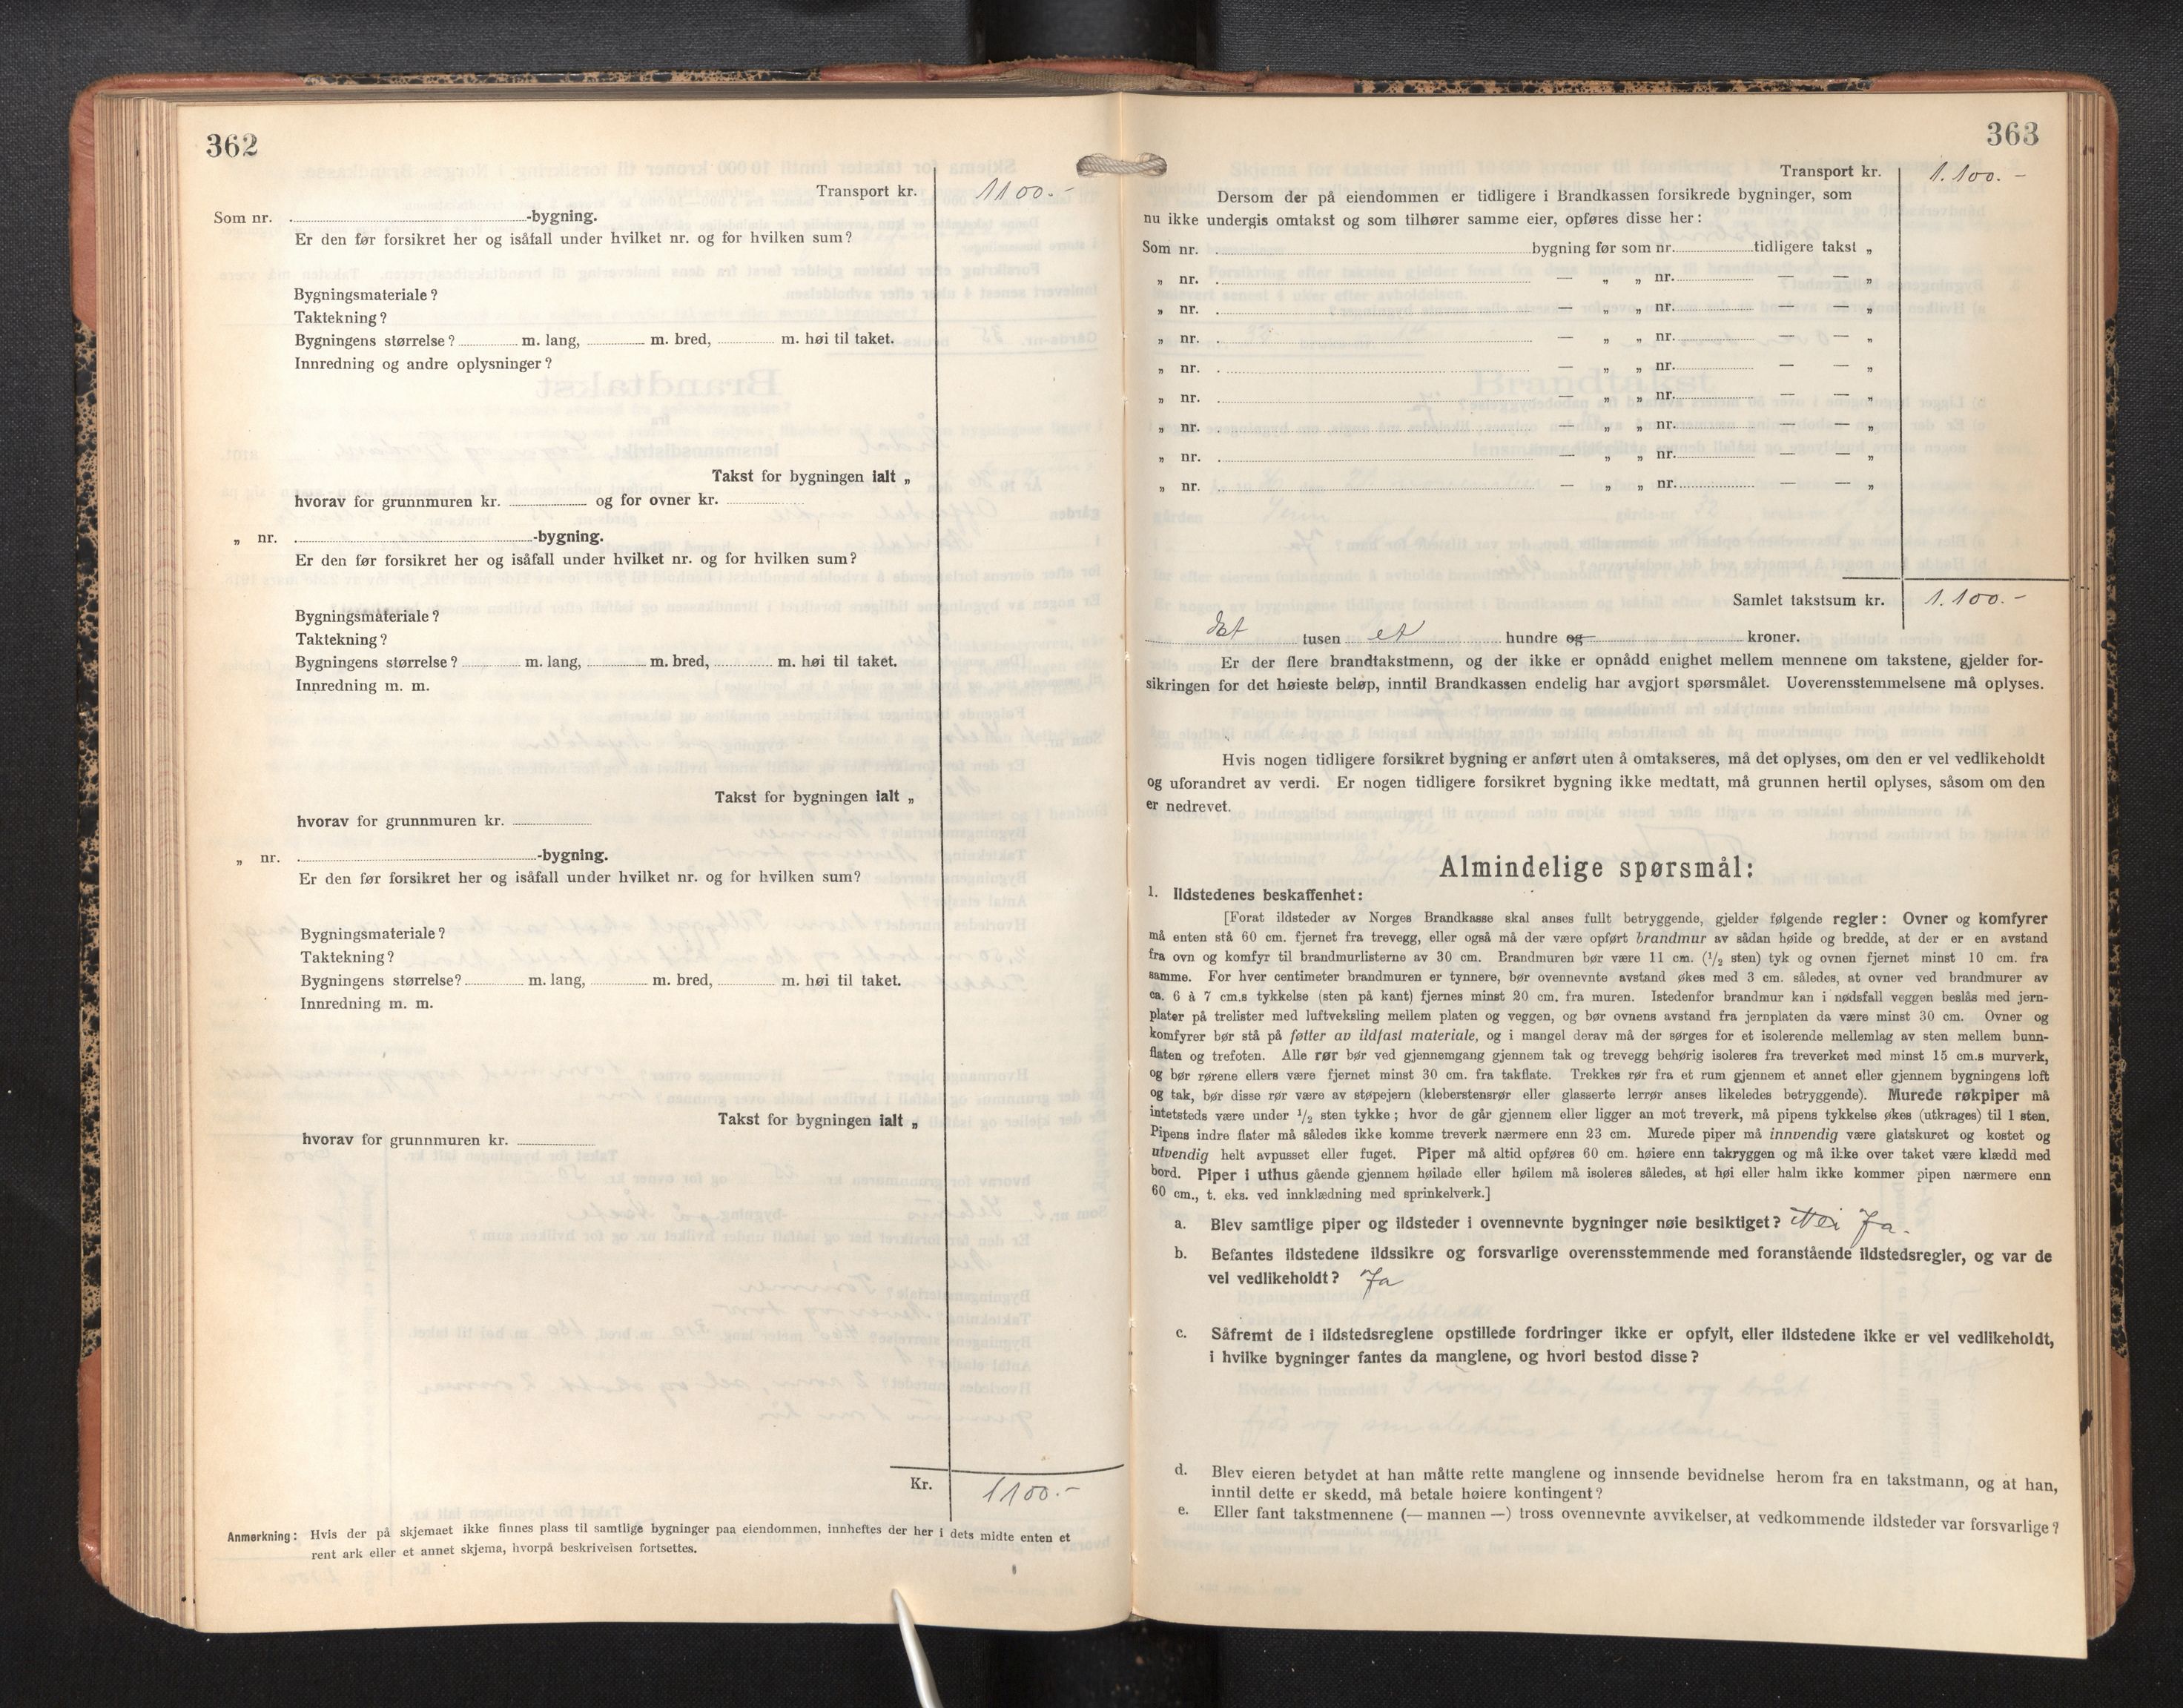 362
Transport kr. 1100.-
Som nr. -bygning.
Er den før forsikret her og isåfall under hvilket nr. og for hvilken sum?
Bygningsmateriale?
Taktekning?
Bygningens størrelse? m. lang, m. bred, m. høi til taket.
Innredning og andre oplysninger?
Takst for bygningen ialt „
hvorav for grunnmuren kr. og for ovner kr.
„ nr. -bygning.
Er den før forsikret her og isåfall under hvilket nr. og for hvilken sum?
Bygningsmateriale?
Taktekning?
Bygningens størrelse? m. lang, m. bred, m. høi til taket.
Innredning m. m.
Takst for bygningen ialt „
hvorav for grunnmuren kr.
„ nr. -bygning.
Er den før forsikret her og isåfall under hvilket nr. og for hvilken sum?
Bygningsmateriale?
Taktekning?
Bygningens størrelse? m. lang, m. bred, m. høi til taket.
Innredning m. m.
Takst for bygningen ialt „
hvorav for grunnmuren kr.
Kr. 1100.-
Anmerkning: Hvis der på skjemaet ikke finnes plass til samtlige bygninger paa eiendommen, innheftes der her i dets midte enten et
rent ark eller et annet skjema, hvorpå beskrivelsen fortsettes.
363
Transport kr. 1.100.-
Dersom der på eiendommen er tidligere i Brandkassen forsikrede bygninger, som
nu ikke undergis omtakst og som tilhører samme eier, opføres disse her:
Som nr. bygning før som nr. tidligere takst „
„ nr. — „ „ nr. — — „
„ nr. — „ „ nr. — — „
„ nr. — „ „ nr. — — „
„ nr. — „ „ nr. — — „
„ nr. — „ „ nr. — — „
„ nr. — „ „ nr. — — „
„ nr. — „ „ nr. — — „
„ nr. — „ „ nr. — — „
Samlet takstsum kr. 1.100.-
Et tusen et hundre og kroner.
Er der flere brandtakstmenn, og der ikke er opnådd enighet mellem mennene om takstene, gjelder for-
sikringen for det høieste beløp, inntil Brandkassen endelig har avgjort spørsmålet. Uoverensstemmelsene må oplyses.
Hvis nogen tidligere forsikret bygning er anført uten å omtakseres, må det oplyses, om den er vel vedlikeholdt
og uforandret av verdi. Er nogen tidligere forsikret bygning ikke medtatt, må grunnen hertil oplyses, såsom om den
er nedrevet.
Almindelige spørsmål:
1. Ildstedenes beskaffenhet:
[Forat ildsteder av Norges Brandkasse skal anses fullt betryggende, gjelder følgende regler: Ovner og komfyrer
må enten stå 60 cm. fjernet fra trevegg, eller også må der være opført brandmur av sådan høide og bredde, at der er en avstand
fra ovn og komfyr til brandmurlisterne av 30 cm. Brandmuren bør være 11 cm. (1/2 sten) tyk og ovnen fjernet minst 10 cm. fra
samme. For hver centimeter brandmuren er tynnere, bør ovennevnte avstand økes med 3 cm. således, at ovner ved brandmurer av
ca. 6 à 7 cm.s tykkelse (sten på kant) fjernes minst 20 cm. fra muren. Istedenfor brandmur kan i nødsfall veggen beslås med jern-
plater på trelister med luftveksling mellem platen og veggen, og bør ovnens avstand fra jernplaten da være minst 30 cm. Ovner og
komfyrer bør stå på føtter av ildfast materiale, og i mangel derav må der sørges for et isolerende mellemlag av sten mellem bunn-
flaten og trefoten. Alle rør bør ved gjennemgang gjennem tak og trevegg behørig isoleres fra treverket med minst 15 cm.s murverk,
og bør rørene ellers være fjernet minst 30 cm. fra takflate. Trekkes rør fra et rum gjennem et annet eller gjennem bygningens loft
og tak, bør disse rør være av støpejern (kleberstensrør eller glasserte lerrør anses likeledes betryggende). Murede røkpiper må
intetsteds være under 1/2 sten tykke; hvor de går gjennem eller ligger an mot treverk, må pipens tykkelse økes (utkrages) til 1 sten.
Pipens indre flater må således ikke komme treverk nærmere enn 23 cm. Murede piper må innvendig være glatskuret og kostet og
utvendig helt avpusset eller fuget. Piper må altid opføres 60 cm. høiere enn takryggen og må ikke over taket være klædd med
bord. Piper i uthus gående gjennem høilade eller høilem må isoleres således, at høi eller halm ikke kommer pipen nærmere enn
60 cm., t. eks. ved innklædning med sprinkelverk.]
a. Blev samtlige piper og ildsteder i ovennevnte bygninger nøie besiktiget? Nei Ja.
b. Befantes ildstedene ildssikre og forsvarlige overensstemmende med foranstående ildstedsregler, og var de
vel vedlikeholdt? Ja
c. Såfremt de i ildstedsreglene opstillede fordringer ikke er opfylt, eller ildstedene ikke er vel vedlikeholdt,
i hvilke bygninger fantes da manglene, og hvori bestod disse?
d. Blev eieren betydet at han måtte rette manglene og innsende bevidnelse herom fra en takstmann, og at han,
inntil dette er skedd, må betale høiere kontingent?
e. Eller fant takstmennene (— mannen —) tross ovennevnte avvikelser, at vedkommende ildsteder var forsvarlige?